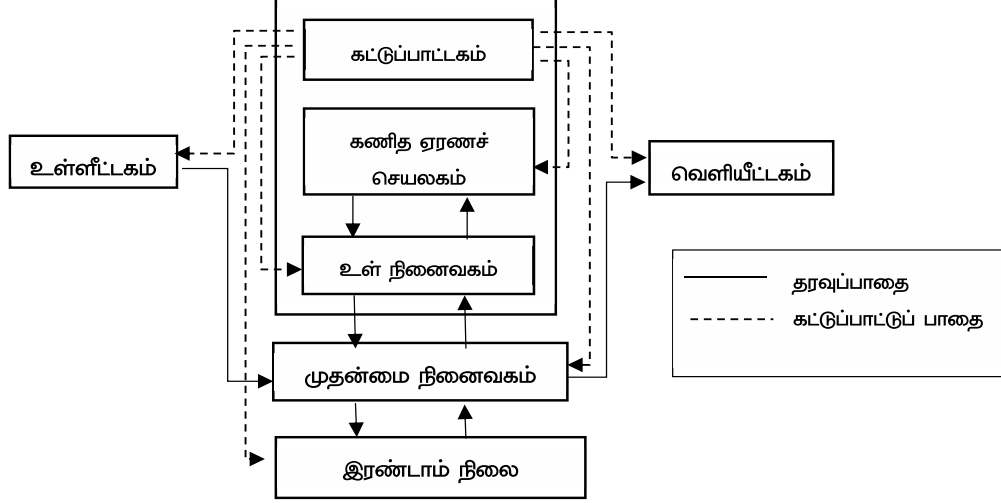 கட்டுப்பாட்டகம்
கணித ஏரணச்
செயலகம்
உள்ளீட்டகம்
வெளியீட்டகம்
உள் நினைவகம்
தரவுப்பாதை
கட்டுப்பாட்டுப் பாதை
முதன்மை நினைவகம்
இரண்டாம் நிலை